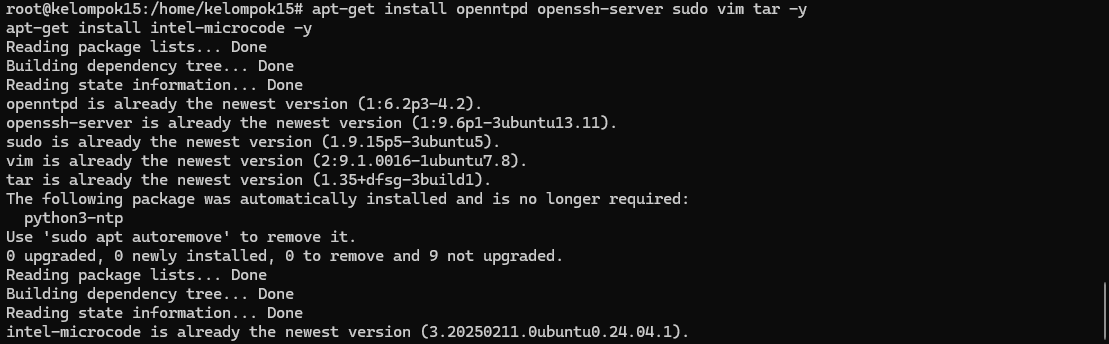 root@kelompok15:/home/kelompok15# apt-get install openntpd openssh-server sudo vim tar -y
apt-get install intel-microcode -y
Reading package lists... Done
Building dependency tree... Done
Reading state information... Done
openntpd is already the newest version (1:6.2p3-4.2).
openssh-server is already the newest version (1:9.6p1-3ubuntu13.11).
sudo is already the newest version (1.9.15p5-3ubuntu5).
vim is already the newest version (2:9.1.0016-1ubuntu7.8).
tar is already the newest version (1.35+dfsg-3build1).
The following package was automatically installed and is no longer required:
  python3-ntp
Use 'sudo apt autoremove' to remove it.
0 upgraded, 0 newly installed, 0 to remove and 9 not upgraded.
Reading package lists... Done
Building dependency tree... Done
Reading state information... Done
intel-microcode is already the newest version (3.20250211.0ubuntu0.24.04.1).